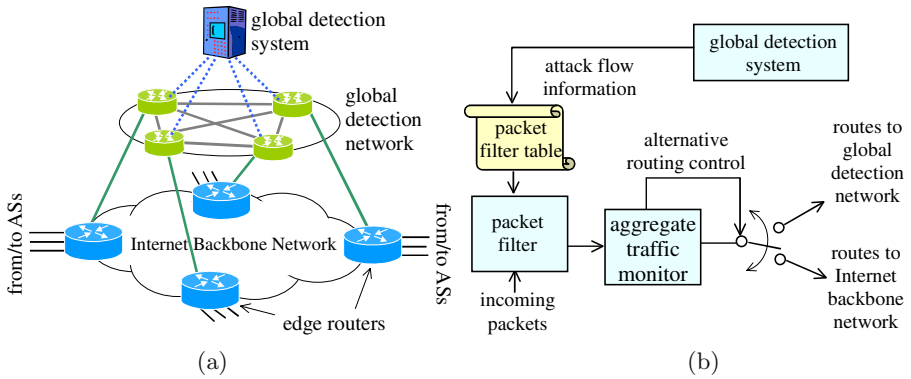 global detection
system
global
detection
network
from/to ASs
Internet Backbone Network
from/to ASs
edge routers
(a)
global detection
system
attack flow
information
packet
filter table
alternative
routing control
packet
filter
aggregate
traffic
monitor
incoming
packets
routes to
global
detection
network
routes to
Internet
backbone
network
(b)